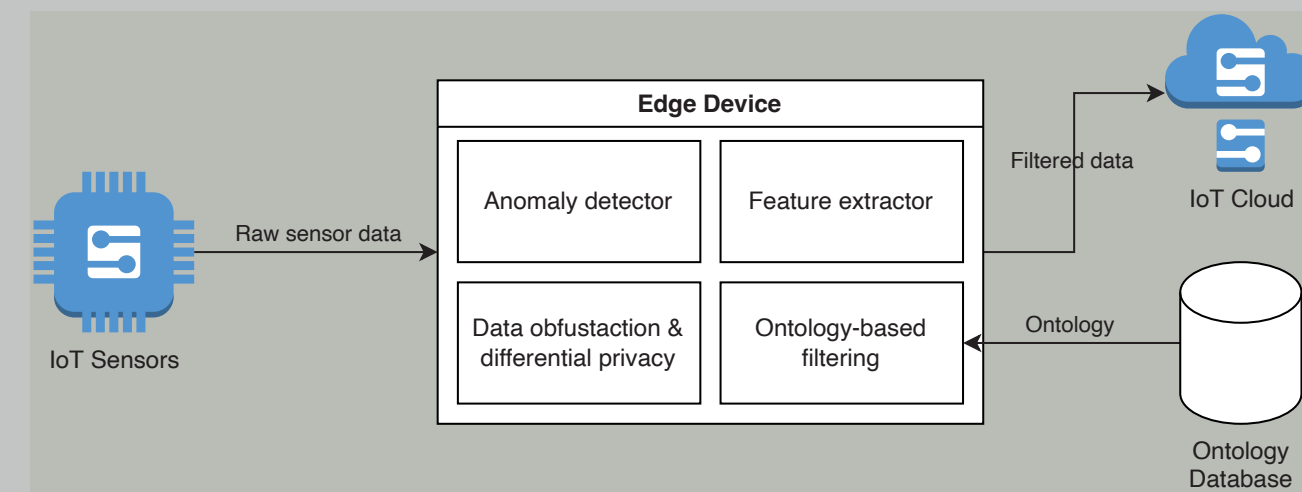 Edge Device
Anomaly detector
Feature extractor
Filtered data
IoT Cloud
Raw sensor data
IoT Sensors
Data obfustaction &
differential privacy
Ontology-based
filtering
Ontology
Ontology
Database